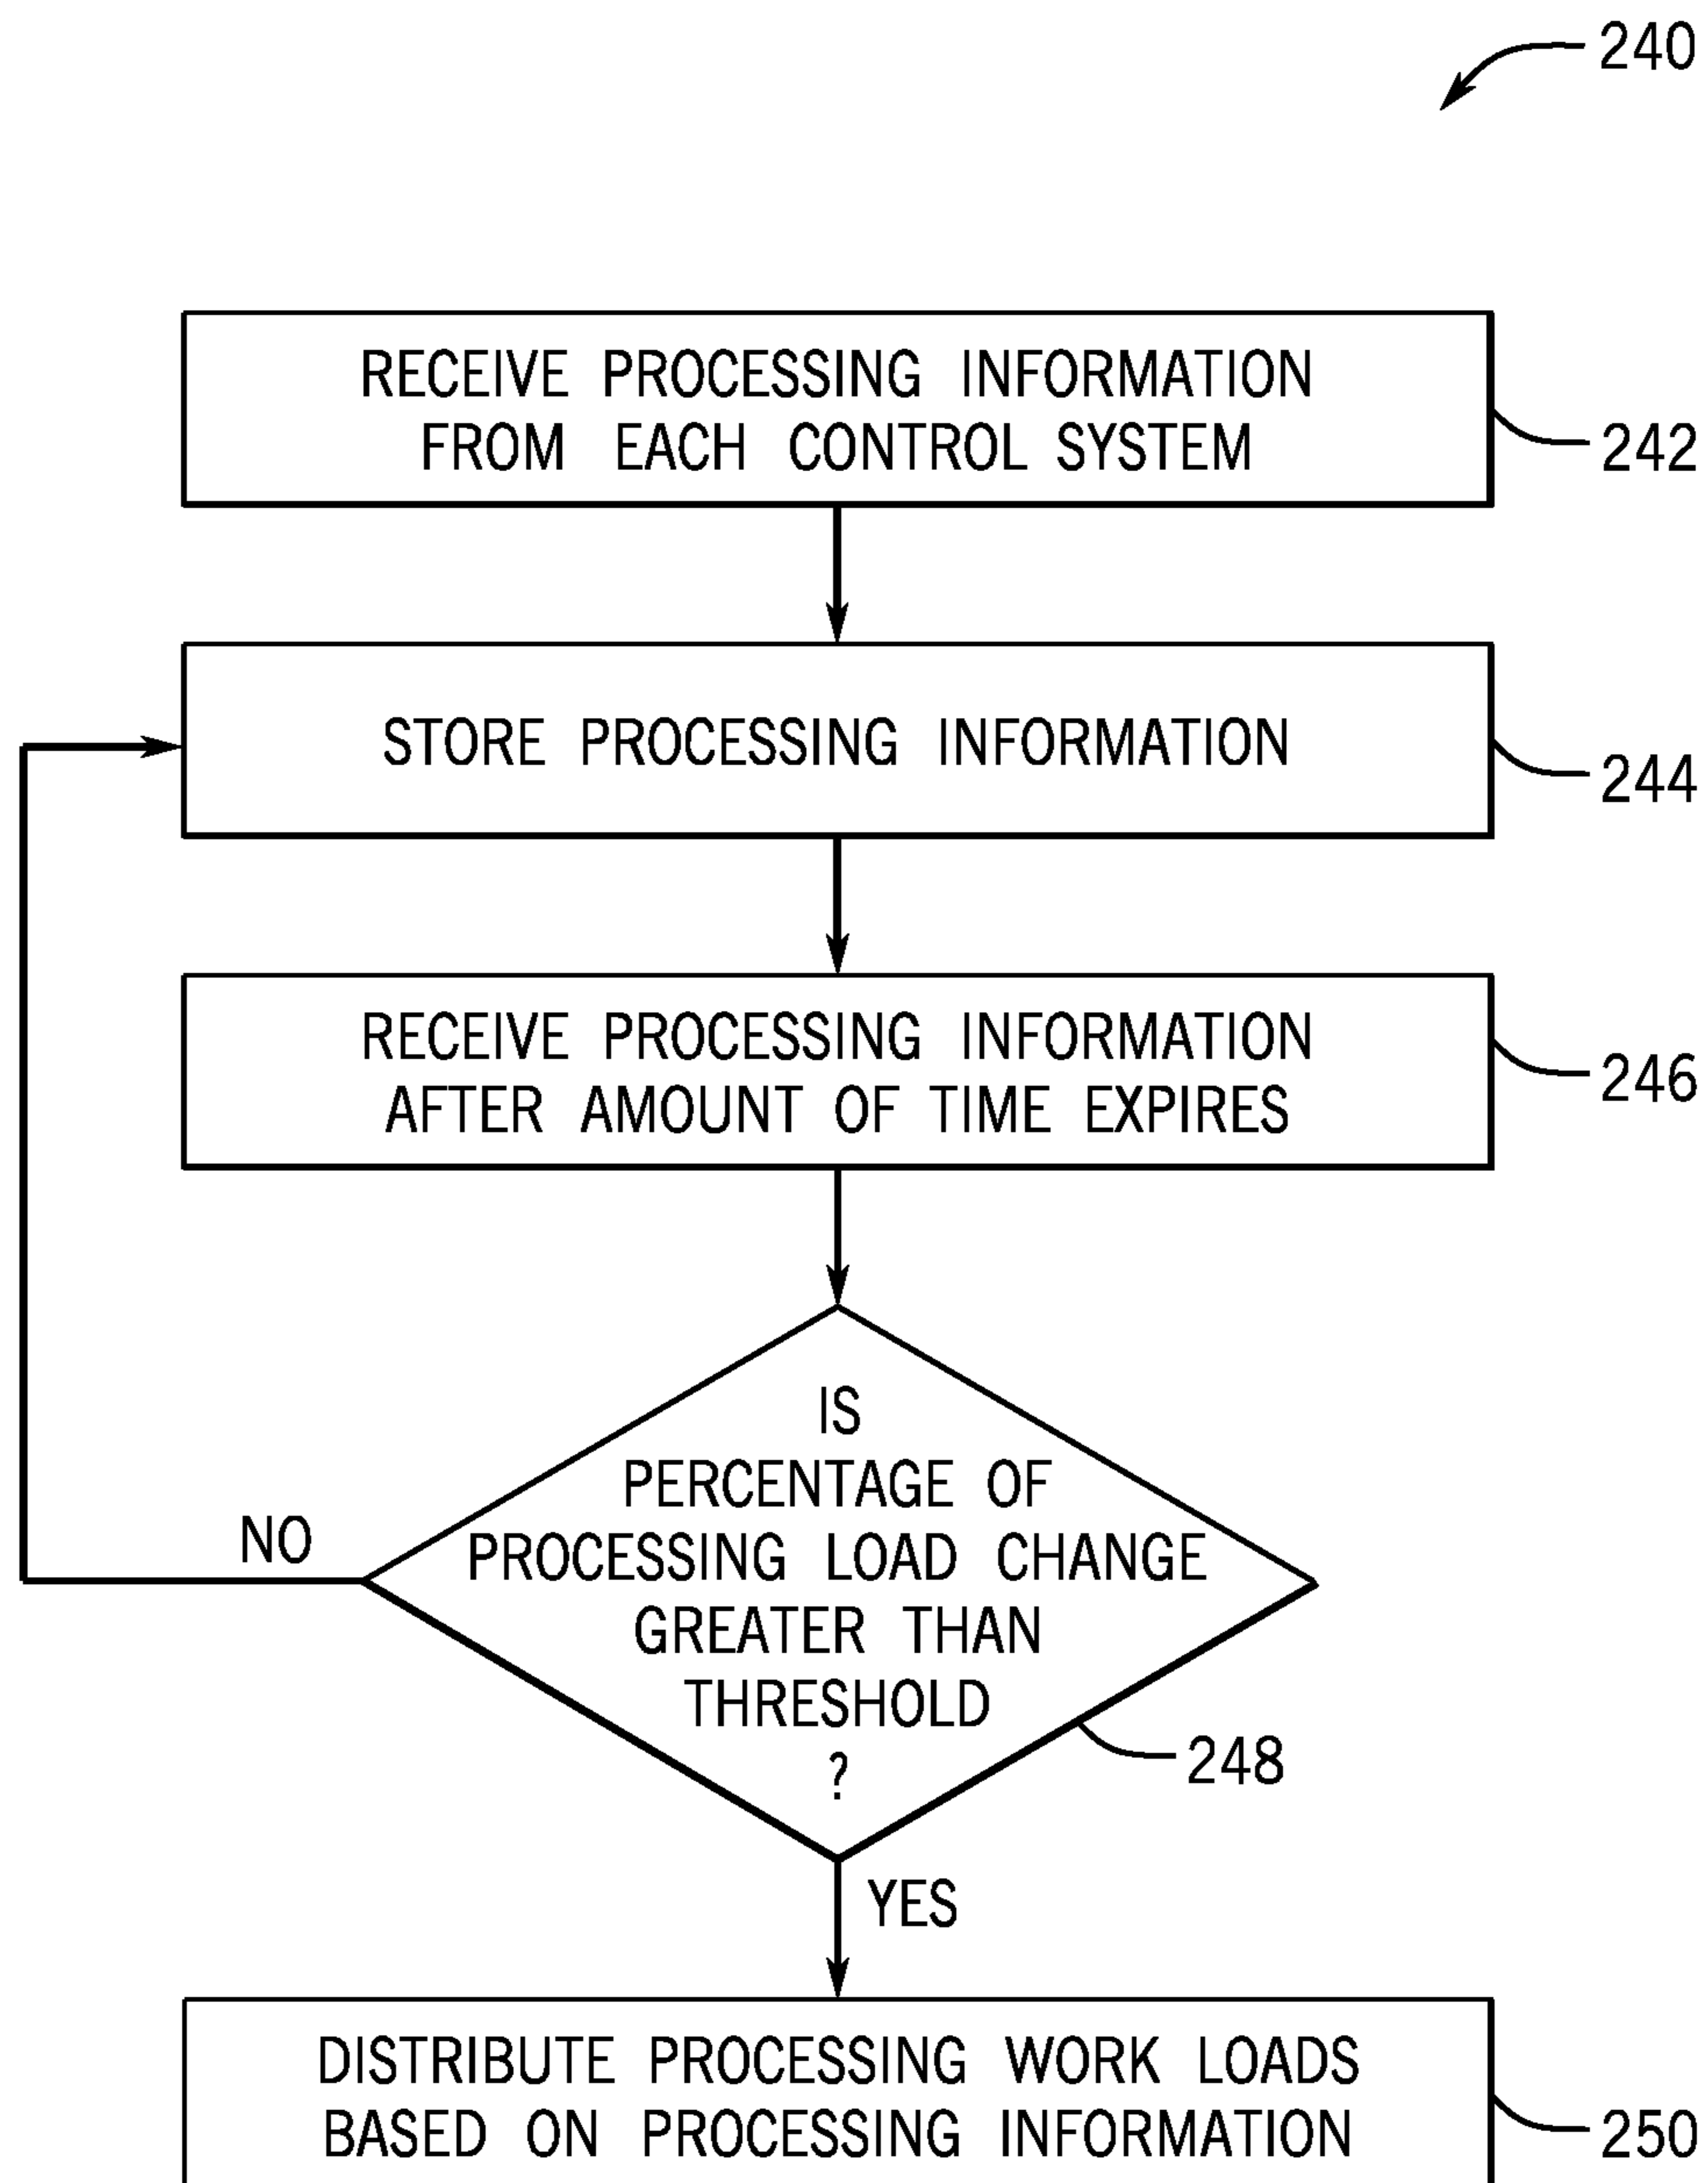 240
RECEIVE PROCESSING INFORMATION
FROM EACH CONTROL SYSTEM
242
STORE PROCESSING INFORMATION
244
RECEIVE PROCESSING INFORMATION
AFTER AMOUNT OF TIME EXPIRES
246
IS
PERCENTAGE OF
PROCESSING LOAD CHANGE
GREATER THAN
THRESHOLD
?
NO
248
YES
DISTRIBUTE PROCESSING WORK LOADS
BASED ON PROCESSING INFORMATION
250